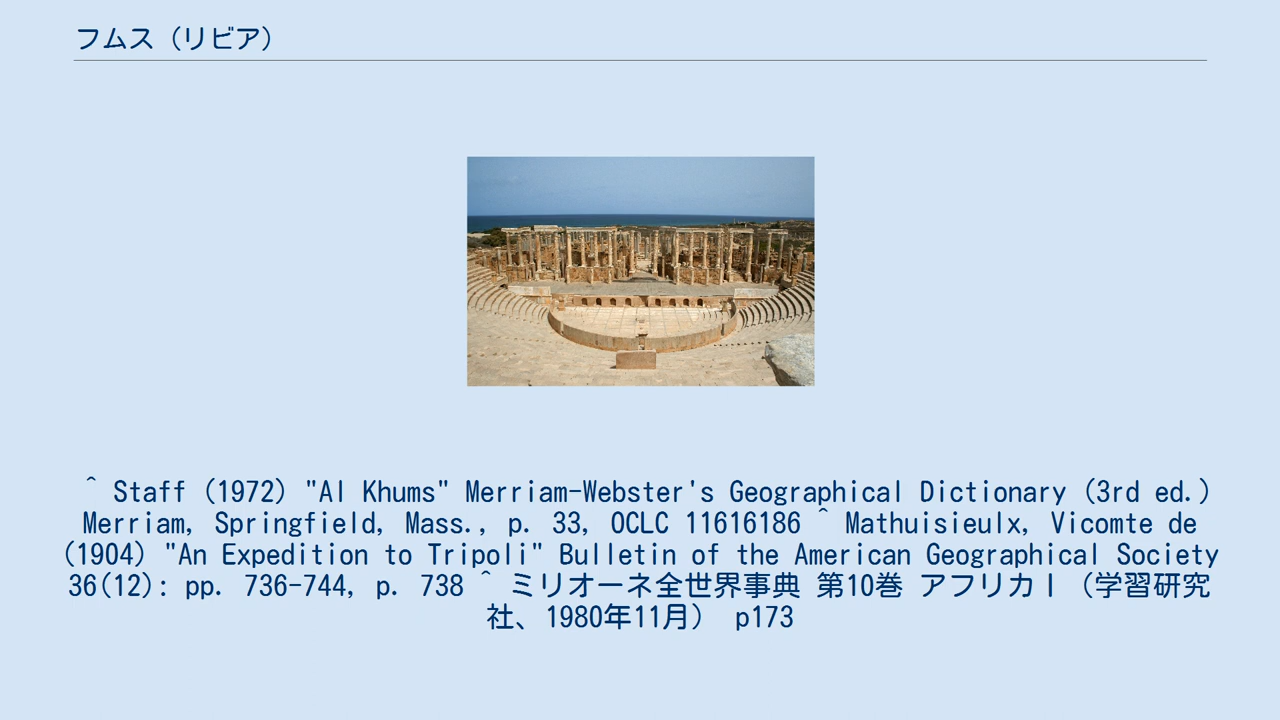 フムス（リビア）
^ Staff (1972) "Al Khums" Merriam-Webster's Geographical Dictionary (3rd ed.)
Merriam, Springfield, Mass., p. 33, OCLC 11616186 ^ Mathuisieulx, Vicomte de
(1904) "An Expedition to Tripoli" Bulletin of the American Geographical Society
36(12): pp. 736-744, p. 738 ^ ミリオーネ全世界事典 第10巻 アフリカⅠ（学習研究
社、1980年11月） p173